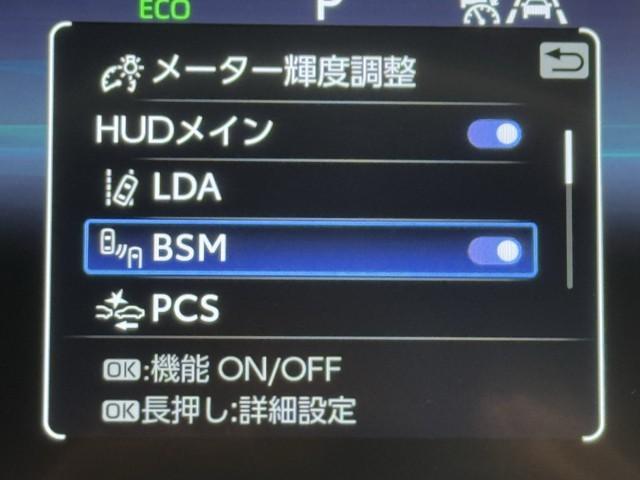 ECO
P
メーター輝度調整
HUDメイン
LDA
BSM
PCS
OK:機能 ON/OFF
OK長押し:詳細設定